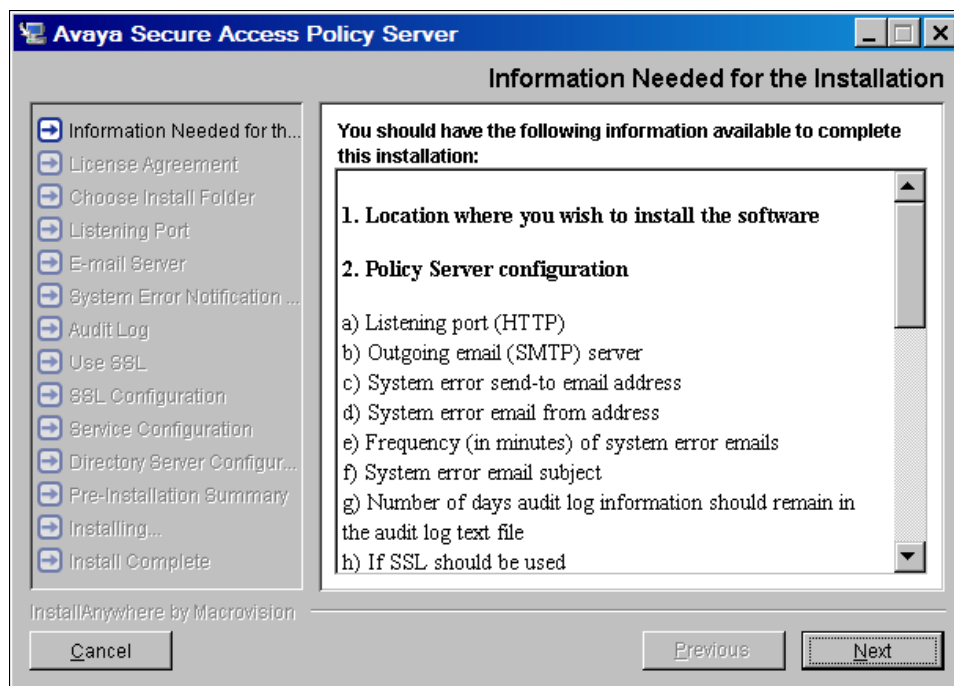 Avaya Secure Access Policy Server
Information Needed for the Installation
Information Needed for th...
License Agreement
Choose Install Folder
Listening Port
E-mail Server
System Error Notification ...
Audit Log
Use SSL
SSL Configuration
Service Configuration
Directory Server Configur...
Pre-Installation Summary
Installing...
Install Complete
You should have the following information available to complete
this installation:
1. Location where you wish to install the software
2. Policy Server configuration
a) Listening port (HTTP)
b) Outgoing email (SMTP) server
c) System error send-to email address
d) System error email from address
e) Frequency (in minutes) of system error emails
f) System error email subject
g) Number of days audit log information should remain in
the audit log text file
h) If SSL should be used
InstallAnywhere by Macrovision
Cancel
Previous
Next